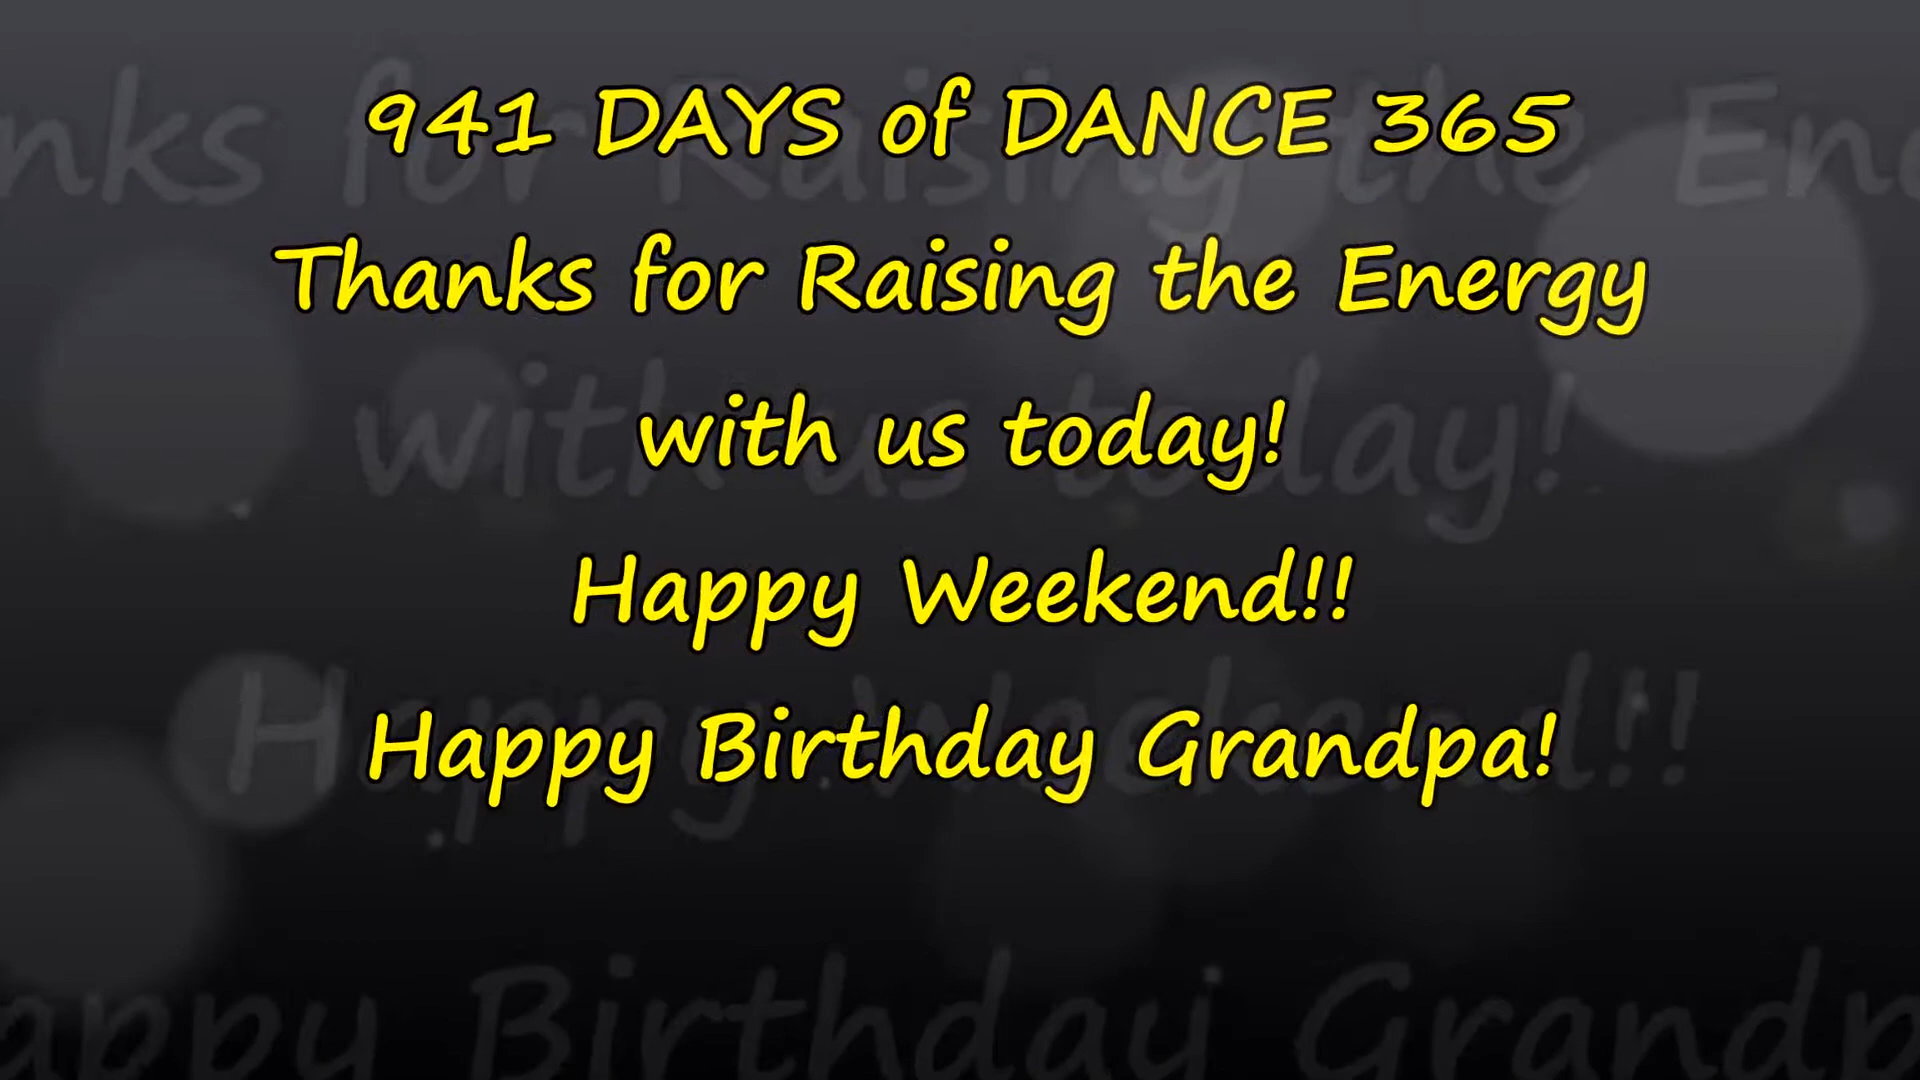 941 DAYS of DANCE 365
Thanks for Raising the Energy
with us today!
Happy Weekend!!
Happy Birthday Grandpa!